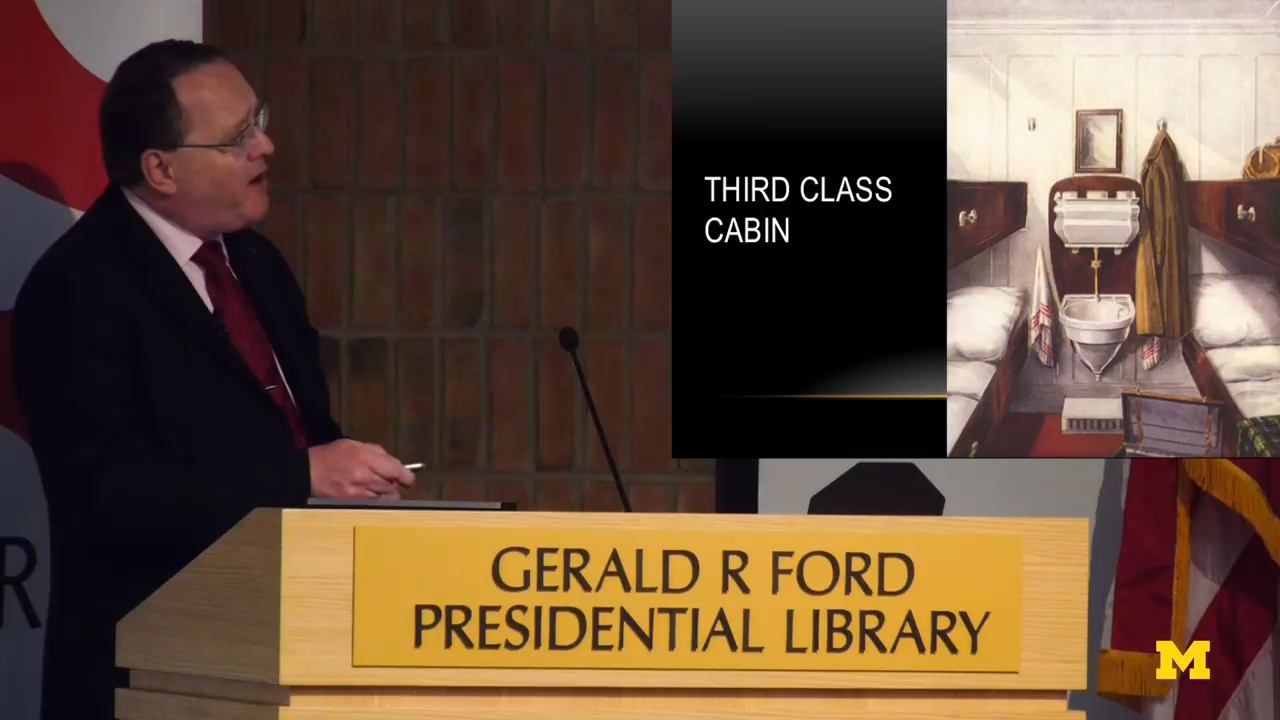 THIRD CLASS
CABIN
GERALD R FORD
PRESIDENTIAL LIBRARY
R
M